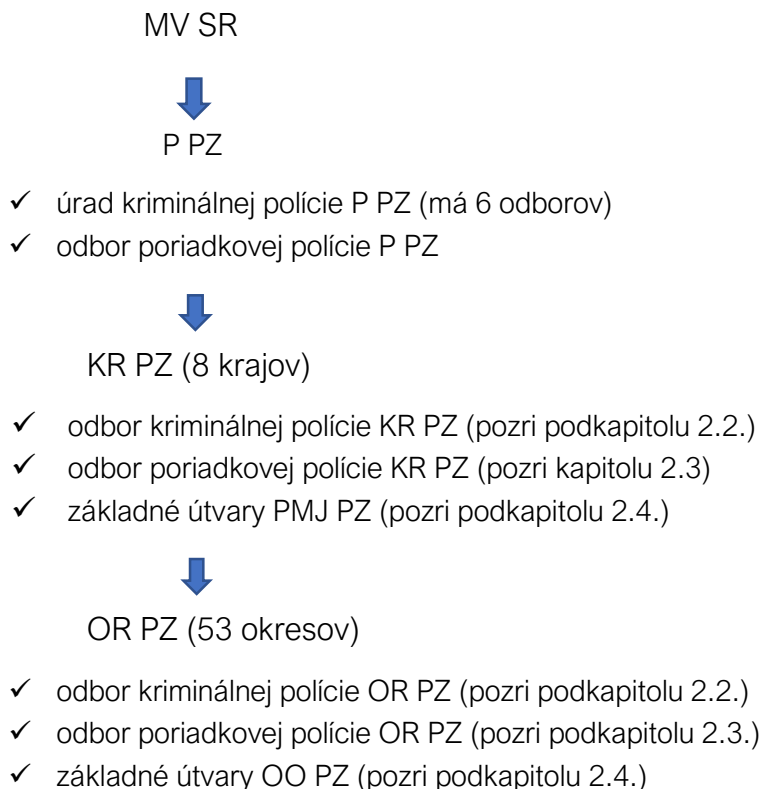 MV SR
P PZ
✓ úrad kriminálnej polície P PZ (má 6 odborov)
✓ odbor poriadkovej polície P PZ
KR PZ (8 krajov)
✓ odbor kriminálnej polície KR PZ (pozri podkapitolu 2.2.)
✓ odbor poriadkovej polície KR PZ (pozri kapitolu 2.3)
✓ základné útvary PMJ PZ (pozri podkapitolu 2.4.)
OR PZ (53 okresov)
✓ odbor kriminálnej polície OR PZ (pozri podkapitolu 2.2.)
✓ odbor poriadkovej polície OR PZ (pozri podkapitolu 2.3.)
✓ základné útvary OO PZ (pozri podkapitolu 2.4.)